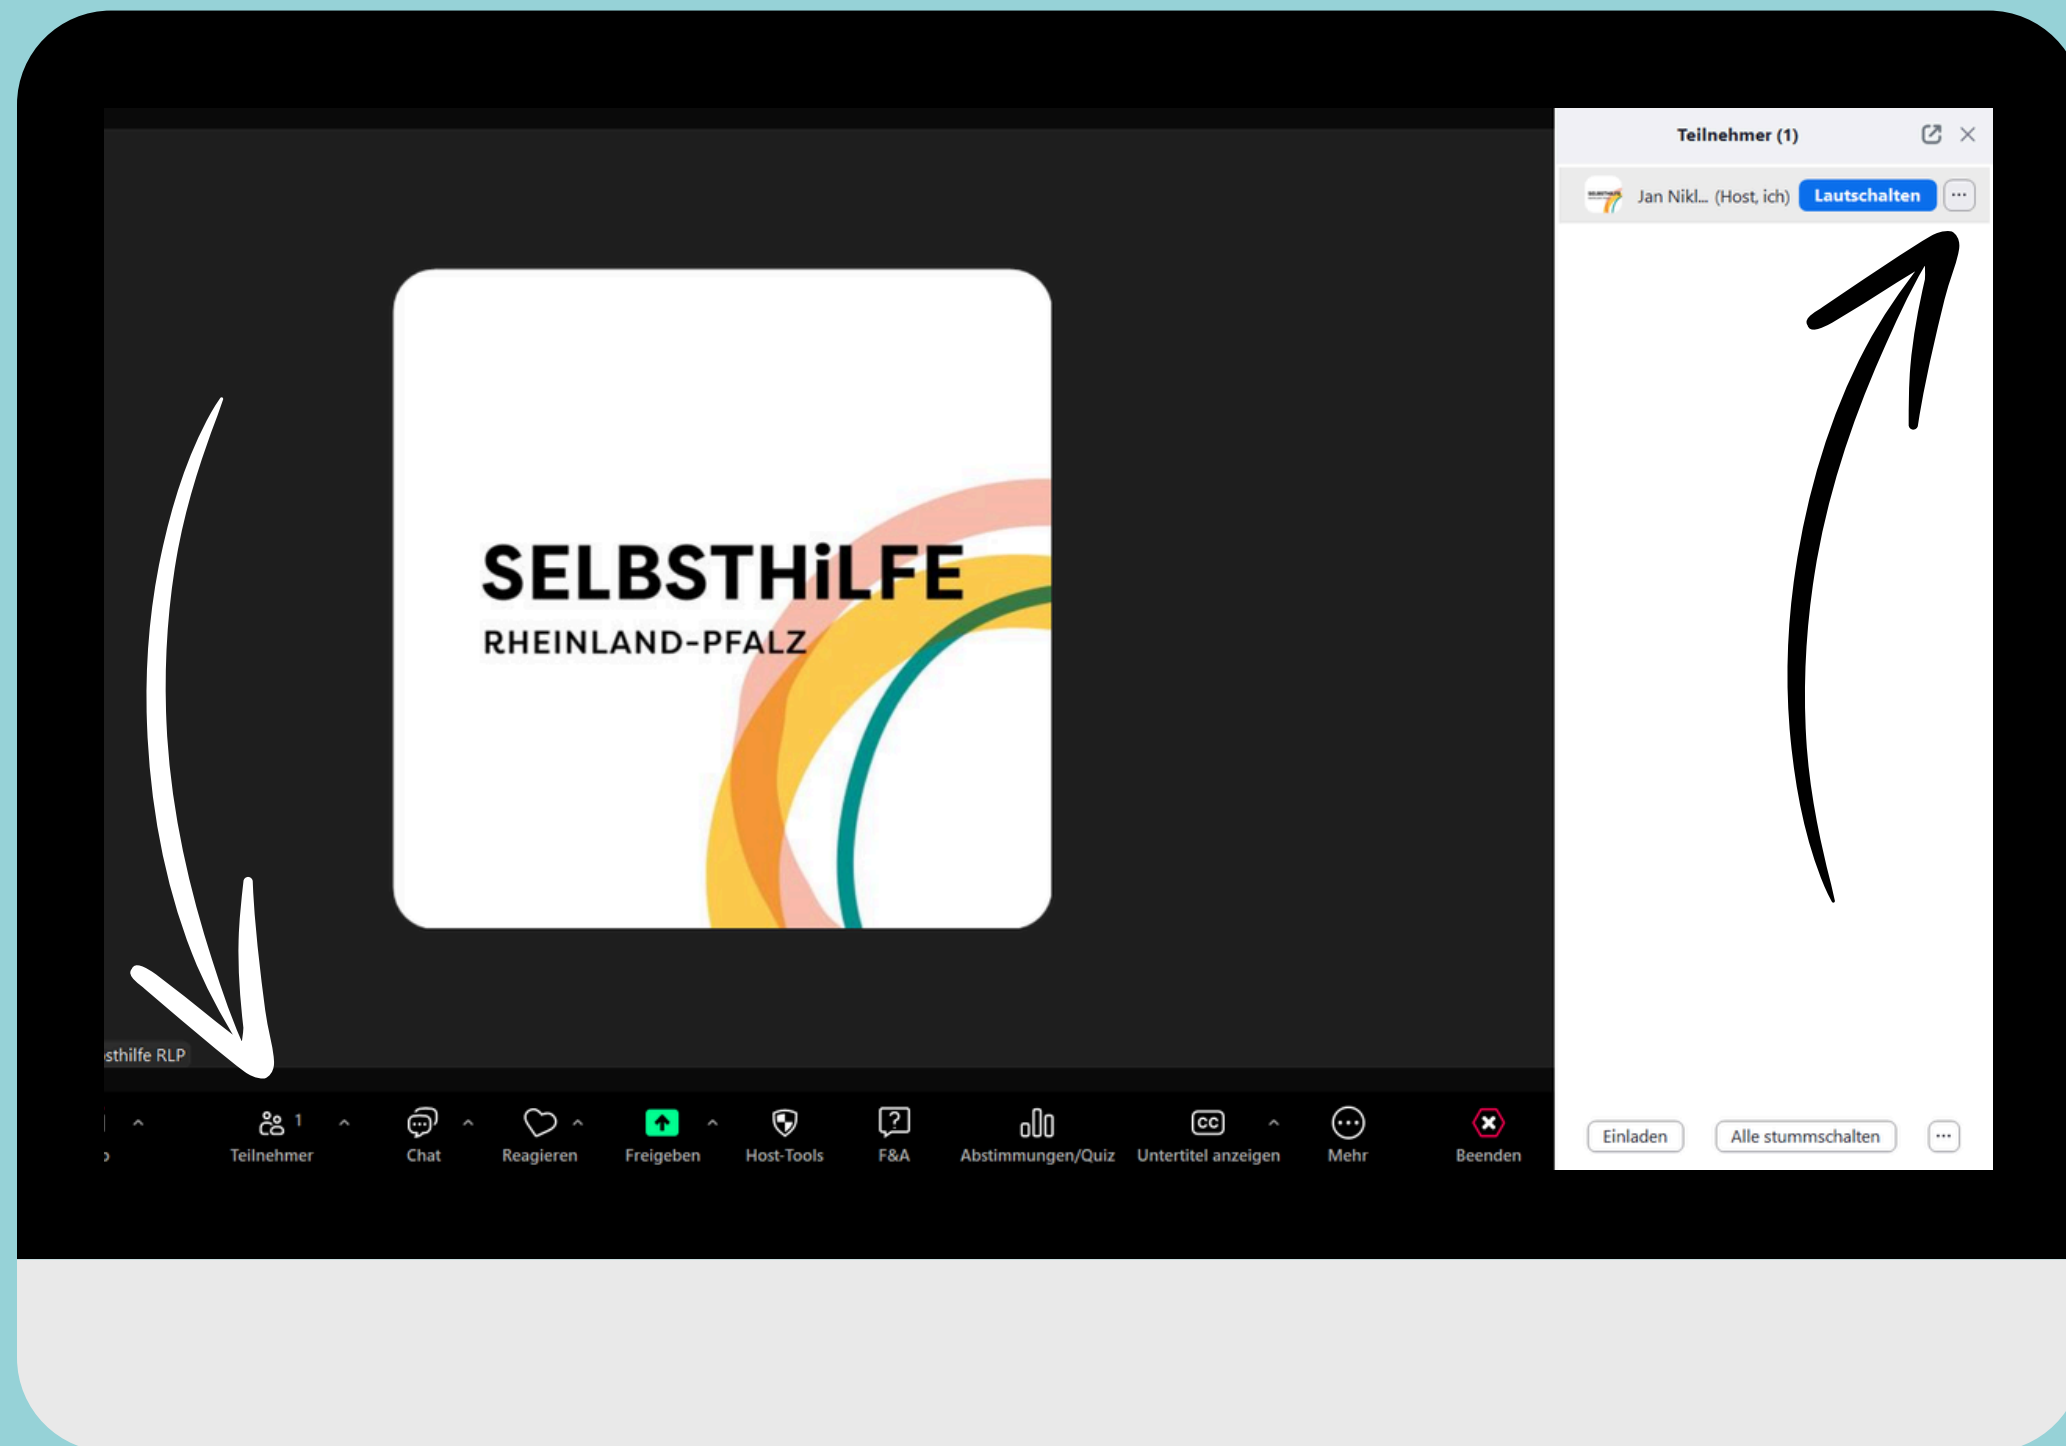 Teilnehmer (1)
Jan Nikl... (Host, ich) Lautschalten
SELBSTHiLFE
RHEINLAND-PFALZ
sthilfe RLP
1
Teilnehmer Chat Reagieren Freigeben Host-Tools F&A Abstimmungen/Quiz CC Untertitel anzeigen Mehr Beenden
Einladen Alle stummschalten